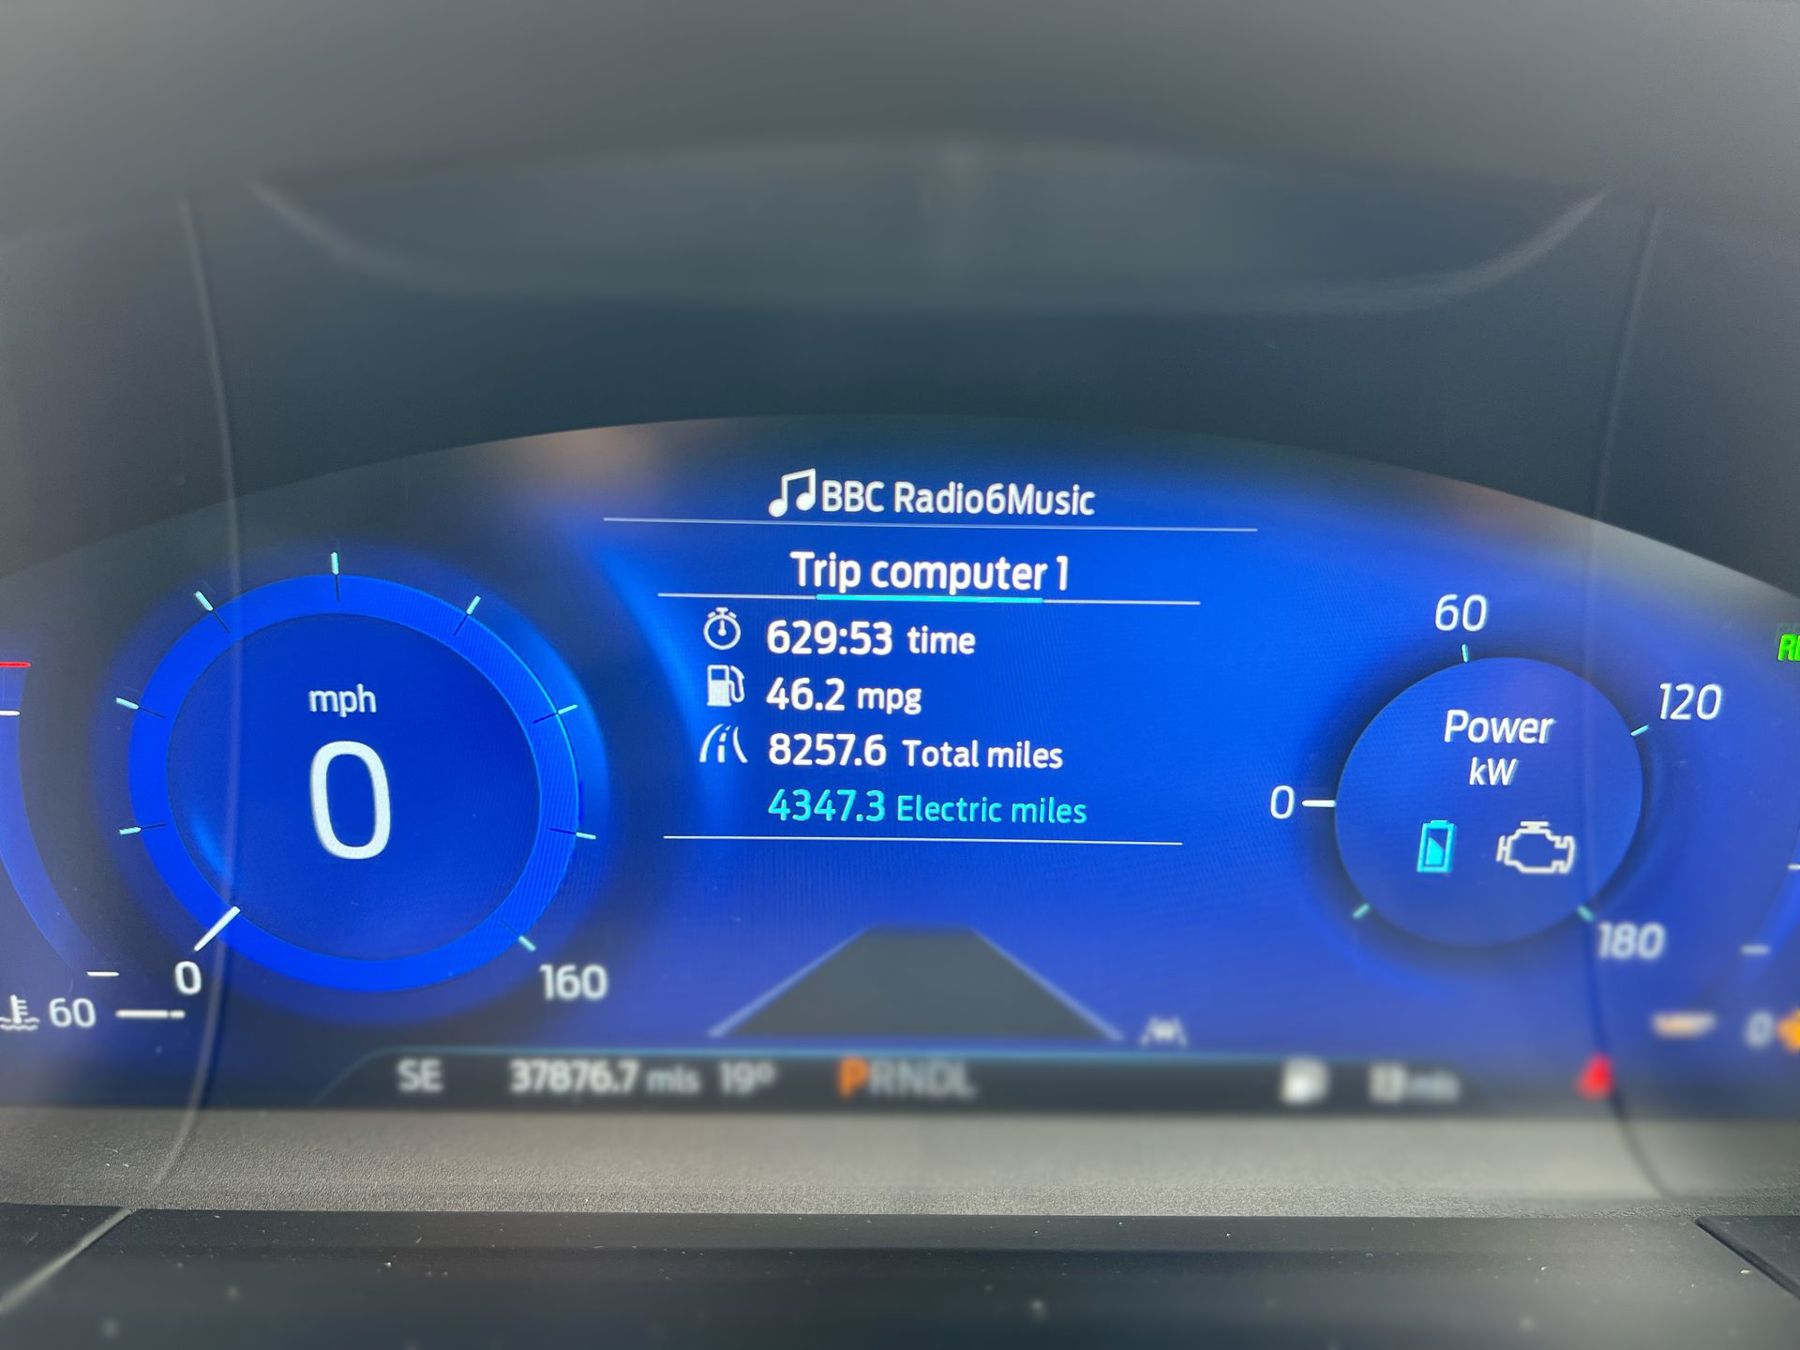 BBC Radio6Music
Trip computer 1
629:53 time
46.2 mpg
8257.6 Total miles
4347.3 Electric miles
mph
0
0
160
60
Power
kW
0
60
120
180
0
SE 37876.7 mls 19° PRNDL